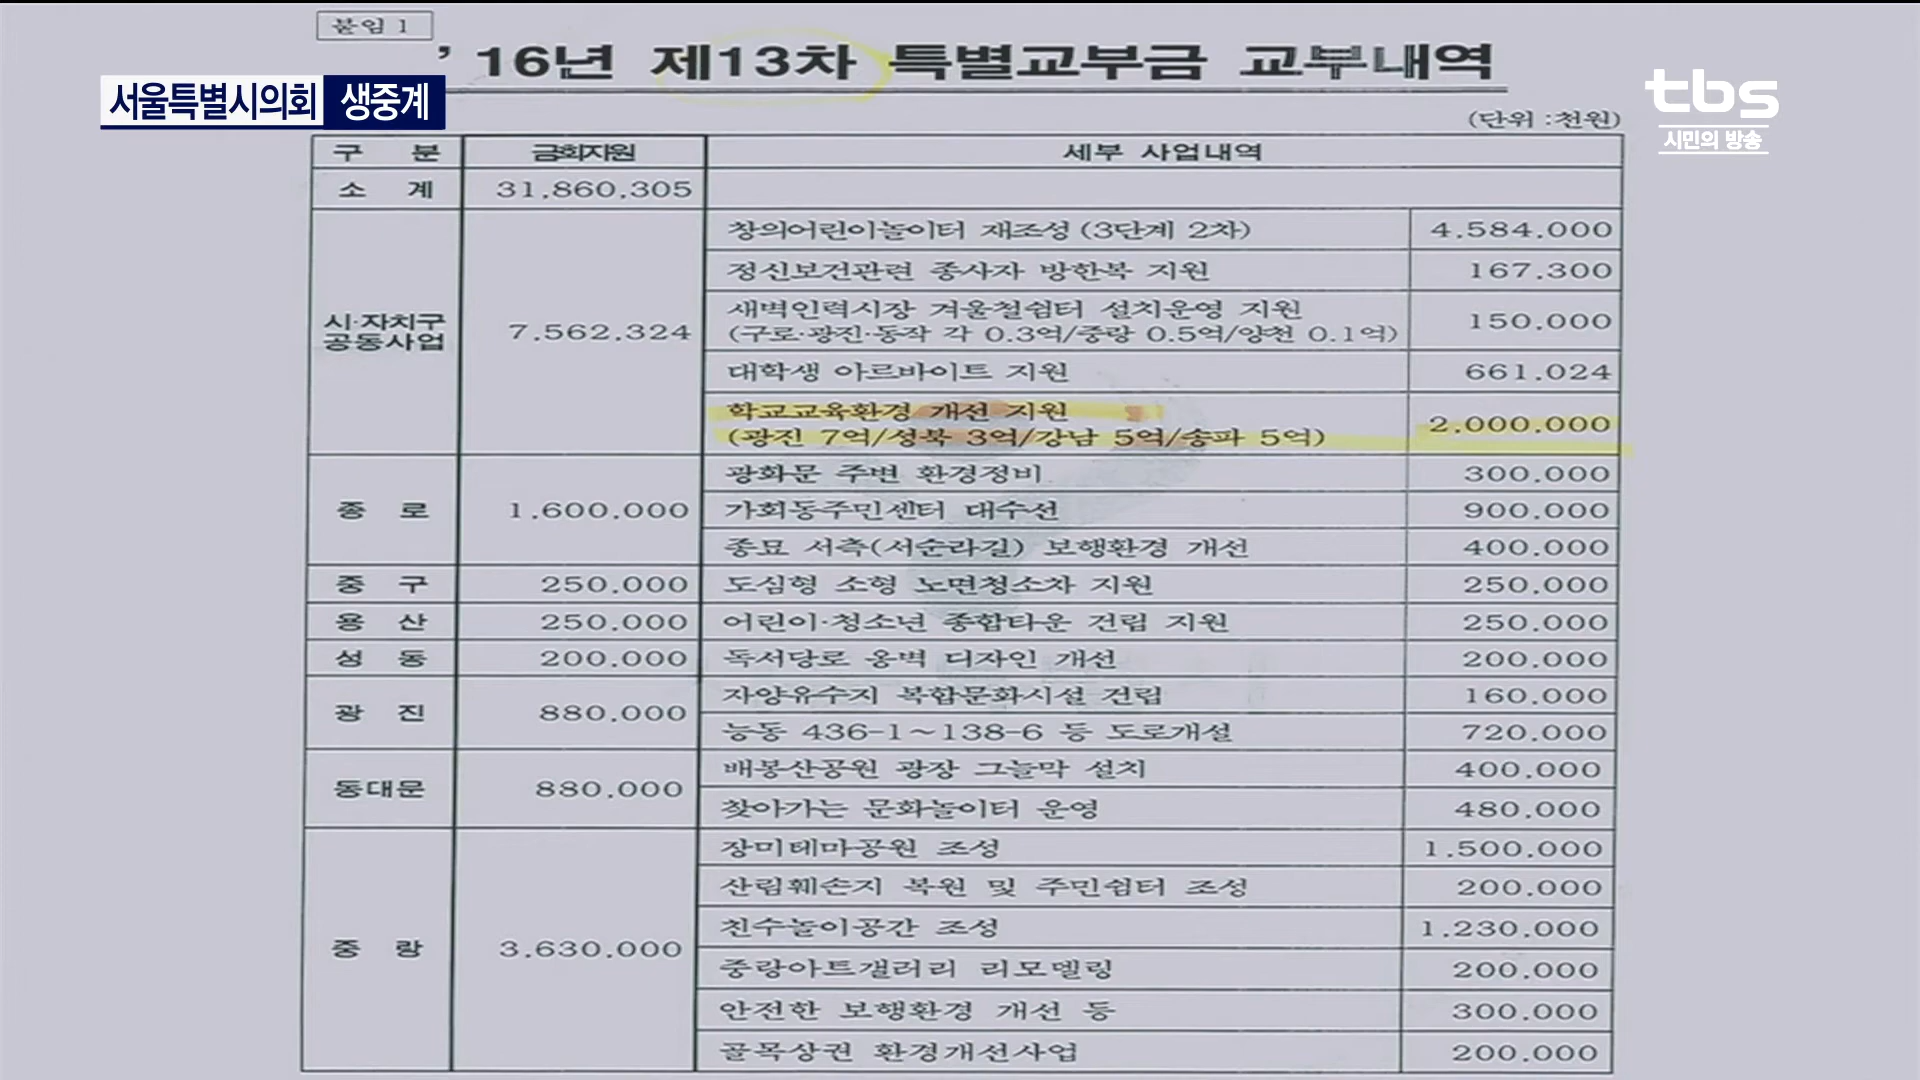 붙임 1
’16년 제13차 특별교부금 교부내역
서울특별시의회 생중계
tbs
시민의 방송
(단위 :천원)
구 분 금회지원 세부 사업내역
소 계 31,860,305
시·자치구
공동사업
7,562,324
창의어린이놀이터 재조성 (3단계 2차) 4,584,000
정신보건관련 종사자 방한복 지원 167,300
새벽인력시장 겨울철쉼터 설치운영 지원
(구로·광진·동작 각 0.3억/중랑 0.5억/양천 0.1억) 150,000
대학생 아르바이트 지원 661,024
학교교육환경 개선 지원
(광진 7억/성북 3억/강남 5억/송파 5억) 2,000,000
종 로 1,600,000
광화문 주변 환경정비 300,000
가회동주민센터 대수선 900,000
종묘 서측(서순라길) 보행환경 개선 400,000
중 구 250,000 도심형 소형 노면청소차 지원 250,000
용 산 250,000 어린이·청소년 종합타운 건립 지원 250,000
성 동 200,000 독서당로 옹벽 디자인 개선 200,000
광 진 880,000
자양유수지 복합문화시설 건립 160,000
능동 436-1~138-6 등 도로개설 720,000
동대문 880,000
배봉산공원 광장 그늘막 설치 400,000
찾아가는 문화놀이터 운영 480,000
중 랑 3,630,000
장미테마공원 조성 1,500,000
산림훼손지 복원 및 주민쉼터 조성 200,000
친수놀이공간 조성 1,230,000
중랑아트갤러리 리모델링 200,000
안전한 보행환경 개선 등 300,000
골목상권 환경개선사업 200,000